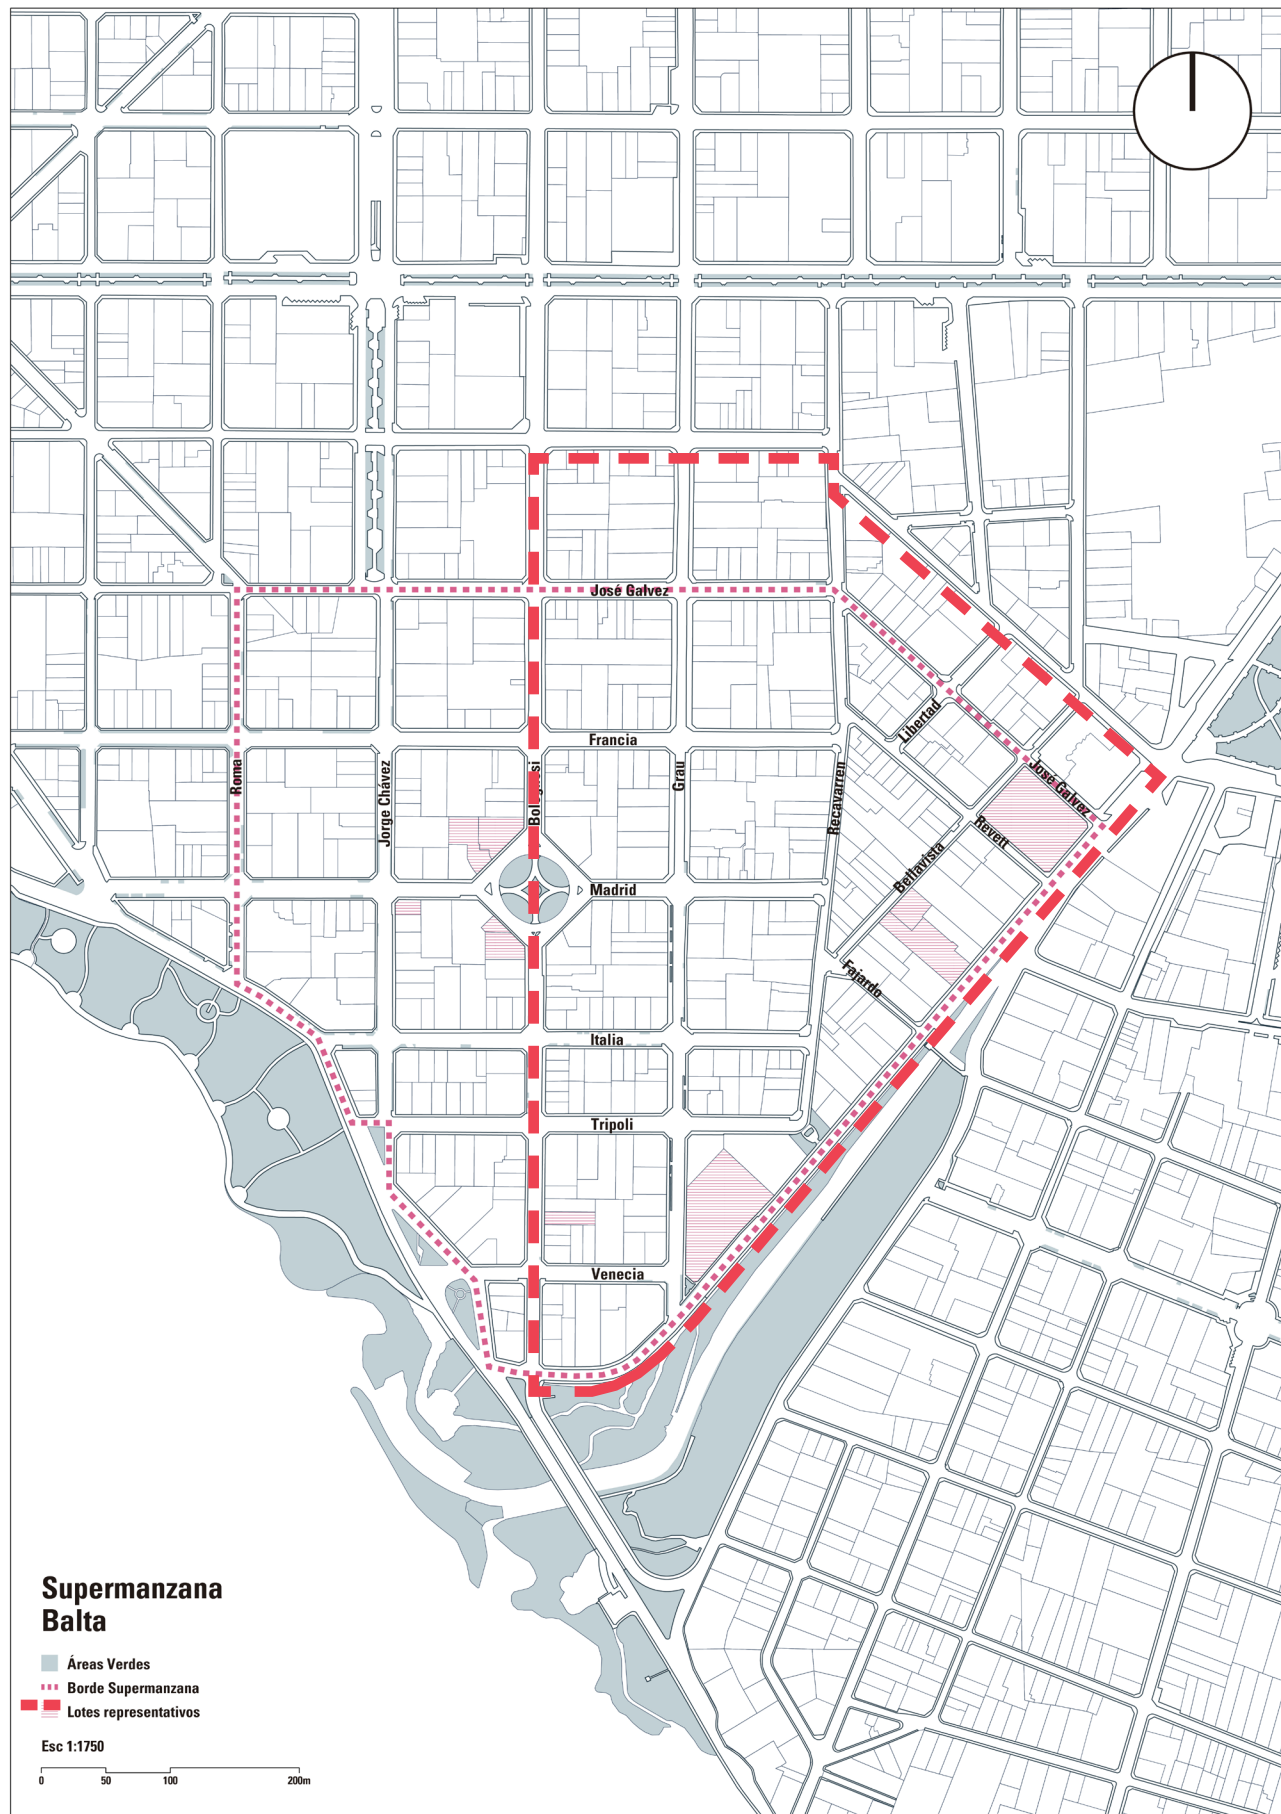 José Galvez
Libertad
Francia
José Galvez
Roma
Jorge Chávez
Bolognesi
Grau
Recavarren
Revett
Bellavista
Madrid
Fajardo
Italia
Tripoli
Venecia
Supermanzana
Balta
Áreas Verdes
Borde Supermanzana
Lotes representativos
Esc 1:1750
0 50 100 200m